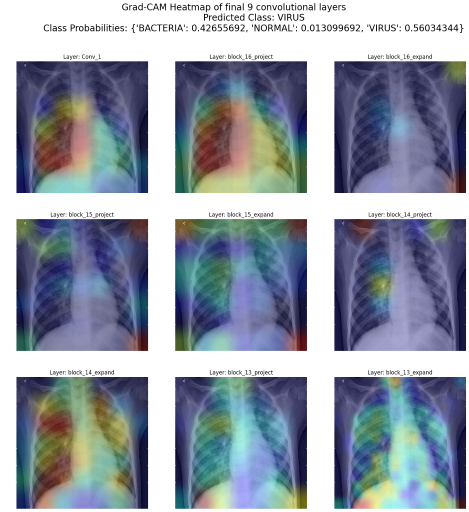 Grad-CAM Heatmap of final 9 convolutional layers
Predicted Class: VIRUS
Class Probabilities: {'BACTERIA': 0.42655692, 'NORMAL': 0.013099692, 'VIRUS': 0.56034344}
Layer: Conv_1
Layer: block_16_project
Layer: block_16_expand
Layer: block_15_project
Layer: block_15_expand
Layer: block_14_project
Layer: block_14_expand
Layer: block_13_project
Layer: block_13_expand